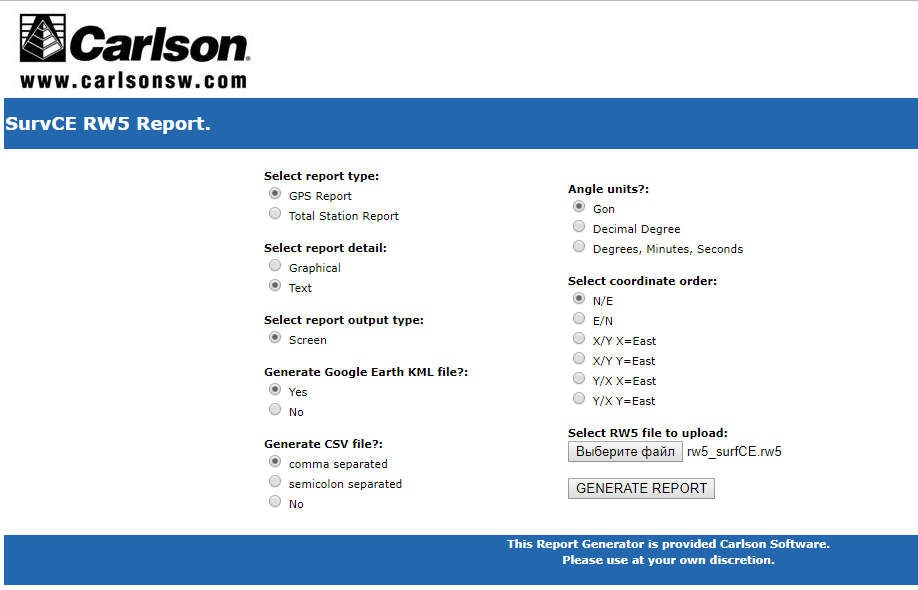 Carlson®
www.carlsonsw.com
SurvCE RW5 Report.
Select report type:
GPS Report
Total Station Report
Select report detail:
Graphical
Text
Select report output type:
Screen
Generate Google Earth KML file?:
Yes
No
Generate CSV file?:
comma separated
semicolon separated
No
Angle units?:
Gon
Decimal Degree
Degrees, Minutes, Seconds
Select coordinate order:
N/E
E/N
X/Y X=East
X/Y Y=East
Y/X X=East
Y/X Y=East
Select RW5 file to upload:
Выберите файл rw5_surfCE.rw5
GENERATE REPORT
This Report Generator is provided Carlson Software.
Please use at your own discretion.